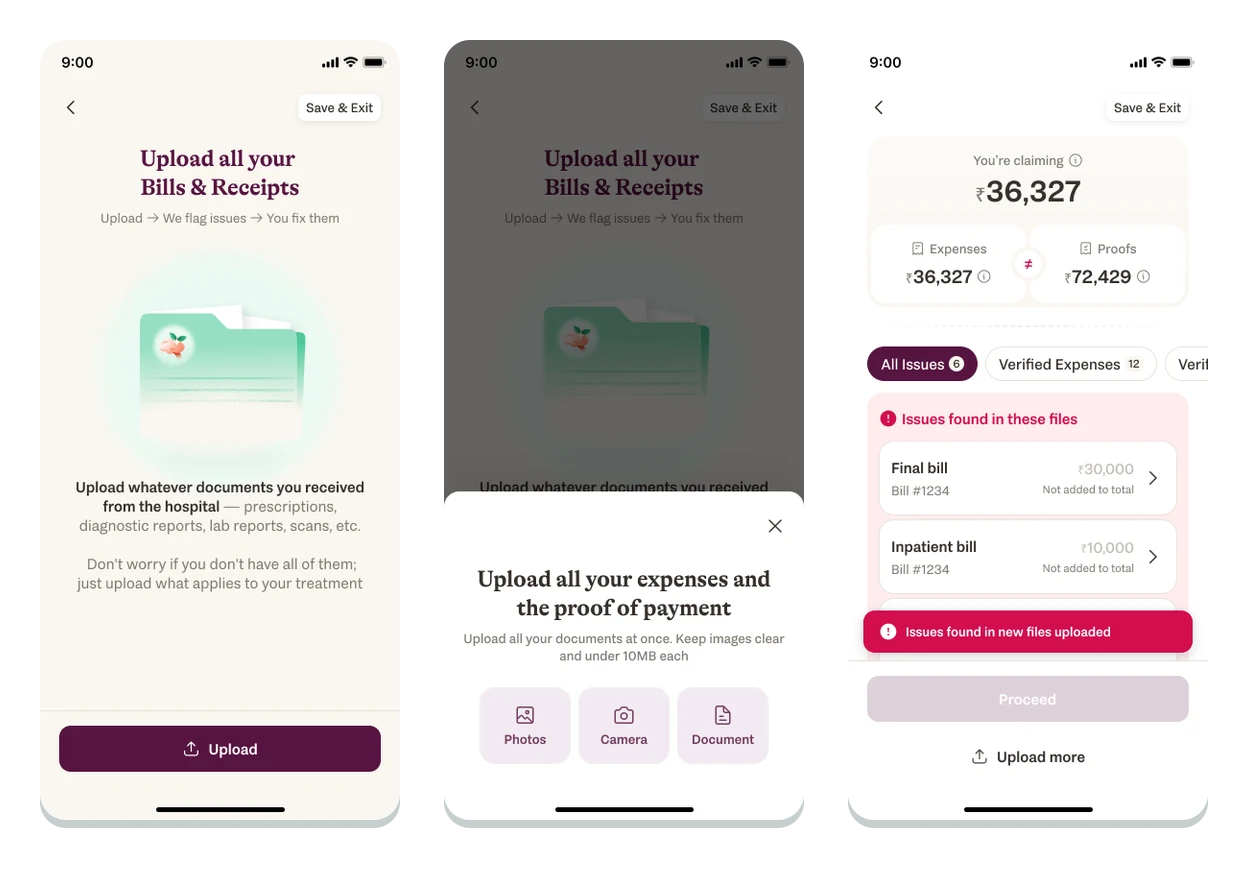 9:00
Save & Exit
Upload all your
Bills & Receipts
Upload → We flag issues → You fix them
Upload whatever documents you received
from the hospital — prescriptions,
diagnostic reports, lab reports, scans, etc.
Don't worry if you don't have all of them;
just upload what applies to your treatment
Upload
9:00
Save & Exit
Upload all your
Bills & Receipts
Upload → We flag issues → You fix them
Upload whatever documents you received
Upload all your expenses and
the proof of payment
Upload all your documents at once. Keep images clear
and under 10MB each
Photos
Camera
Document
9:00
Save & Exit
You're claiming
₹36,327
Expenses
₹36,327
≠
Proofs
₹72,429
All Issues 6
Verified Expenses 12
Verif
Issues found in these files
Final bill
₹30,000
Bill #1234
Not added to total
Inpatient bill
₹10,000
Bill #1234
Not added to total
Issues found in new files uploaded
Proceed
Upload more